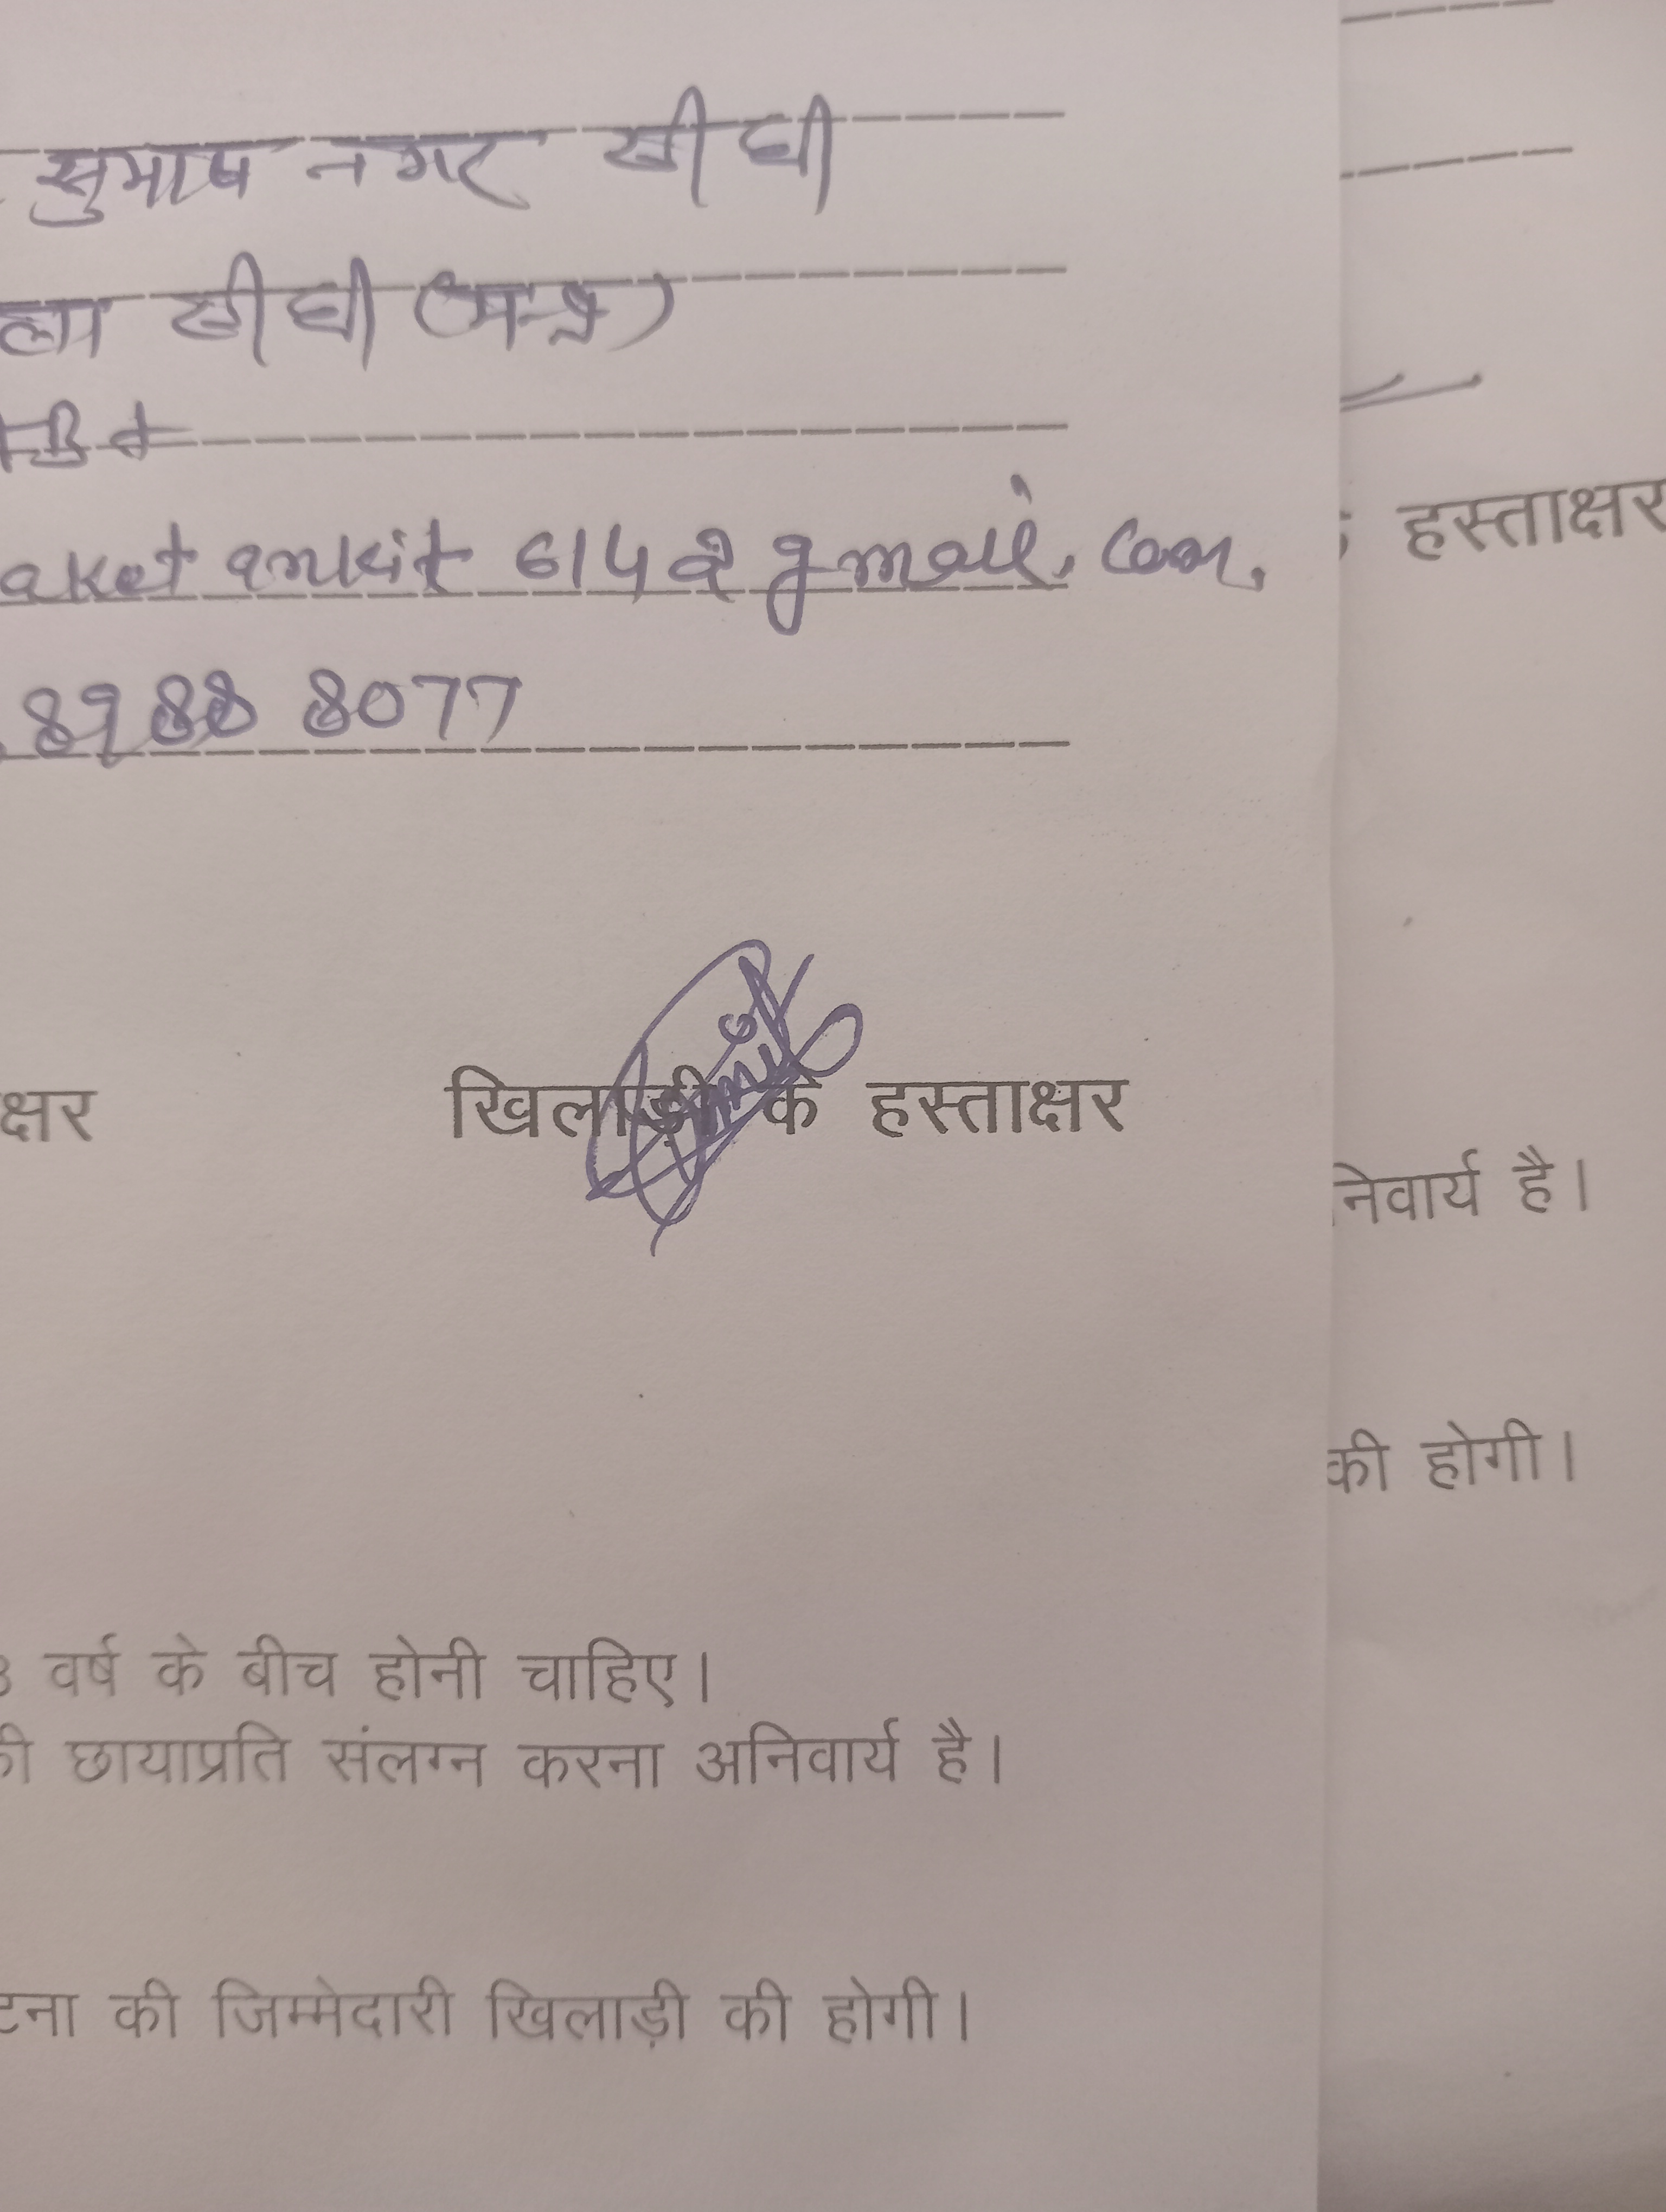 सुभाष नगर सीधी
ला सीधी (म.प्र)
aket ankit 614@gmail.com.
8988 8077
हस्ताक्षर
क्षर खिलाड़ी के हस्ताक्षर
निवार्य है।
की होगी।
वर्ष के बीच होनी चाहिए।
की छायाप्रति संलग्न करना अनिवार्य है।
टना की जिम्मेदारी खिलाड़ी की होगी।